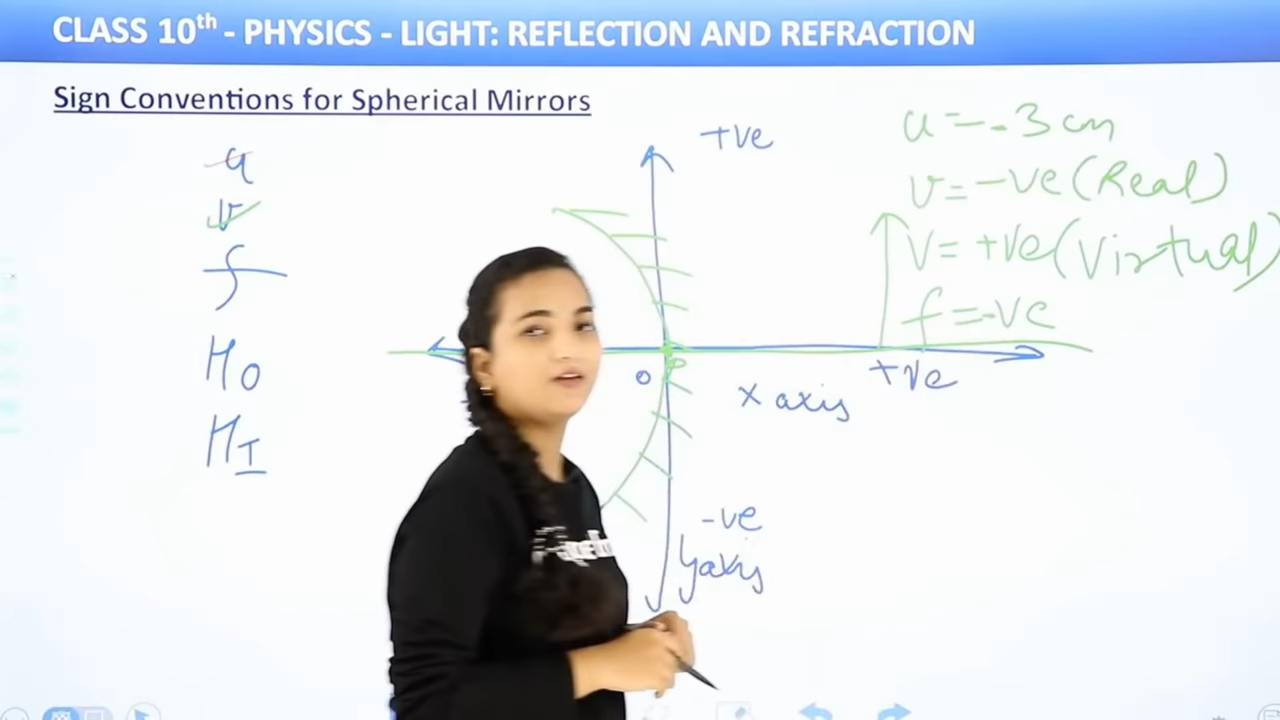 CLASS 10th - PHYSICS - LIGHT: REFLECTION AND REFRACTION
Sign Conventions for Spherical Mirrors
u
v
f
HO
HI
+ve
O
P
x axis
+ve
-ve
y axis
u = -3 cm
v = -ve (Real)
v = +ve (Virtual)
f = -ve